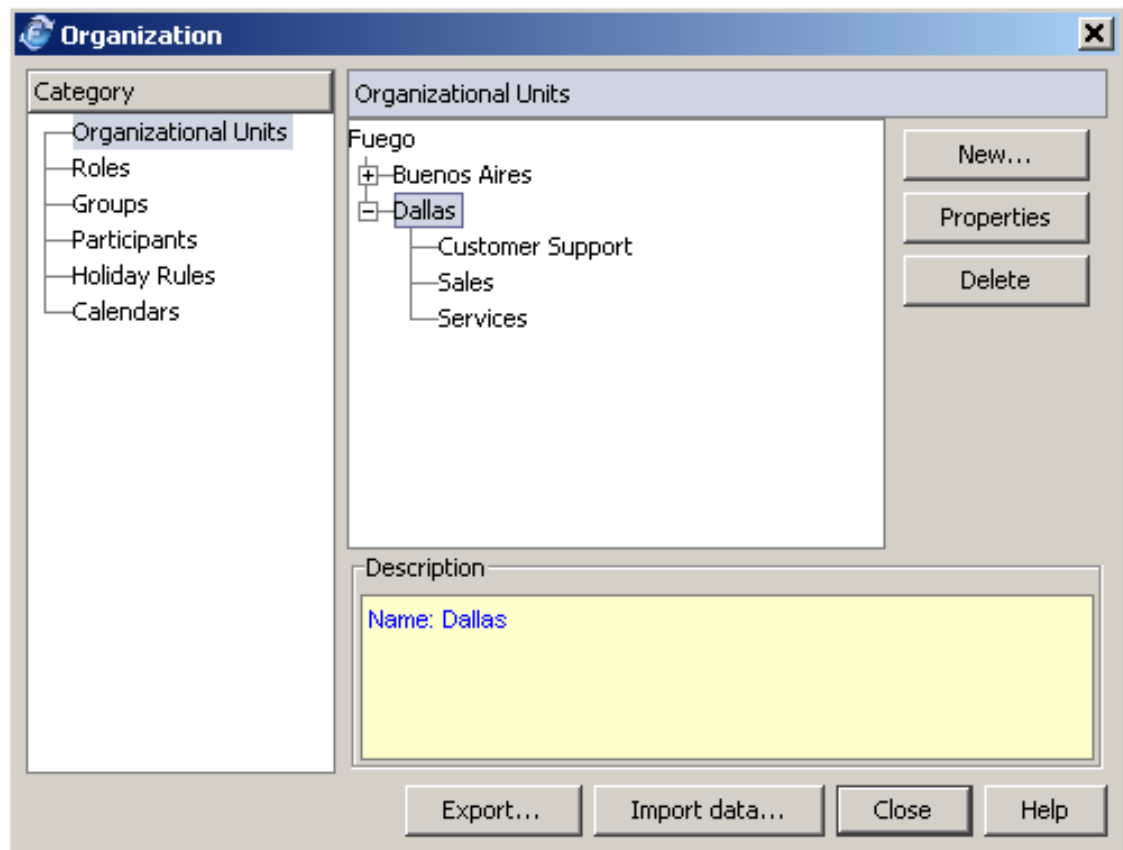 Organization
Category
Organizational Units
Roles
Groups
Participants
Holiday Rules
Calendars
Organizational Units
Fuego
Buenos Aires
Dallas
Customer Support
Sales
Services
New...
Properties
Delete
Description
Name: Dallas
Export...
Import data...
Close
Help